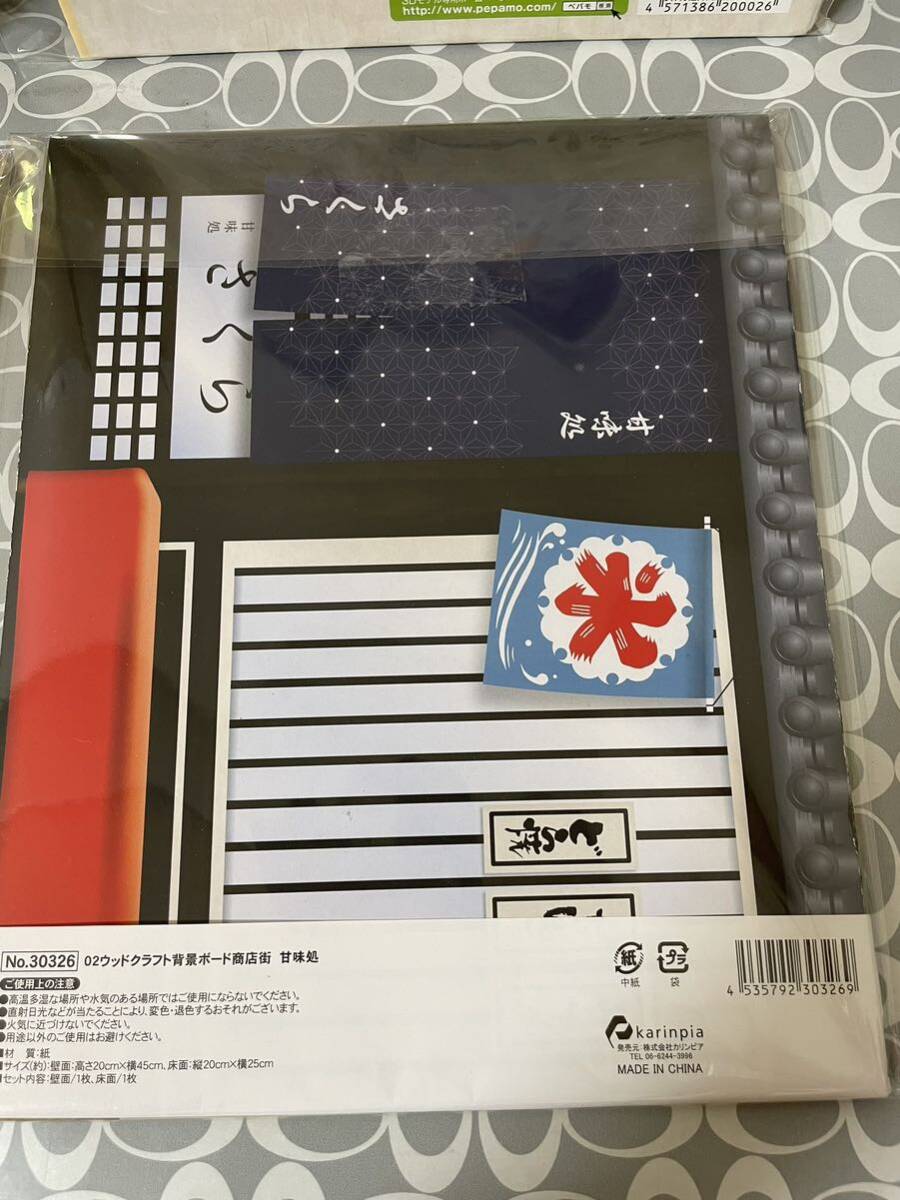 http://www.pepamo.com/
ペパモ
4 571386 200026
さくら
甘味処
さくら
甘味処
氷
No.30326 02ウッドクラフト背景ボード商店街 甘味処
ご使用上の注意
●高温多湿な場所や水気のある場所ではご使用にならないでください。
●直射日光などが当たることにより、変色・退色するおそれがございます。
●火気に近づけないでください。
●用途以外のご使用はお避けください。
■材 質:紙
■サイズ(約):壁面:高さ20cm×横45cm、床面:縦20cm×横25cm
■セット内容:壁面/1枚、床面/1枚
紙
中紙
プラ
袋
4 535792 303269
karinpia
発売元:株式会社カリンピア
TEL 06-6244-3996
MADE IN CHINA